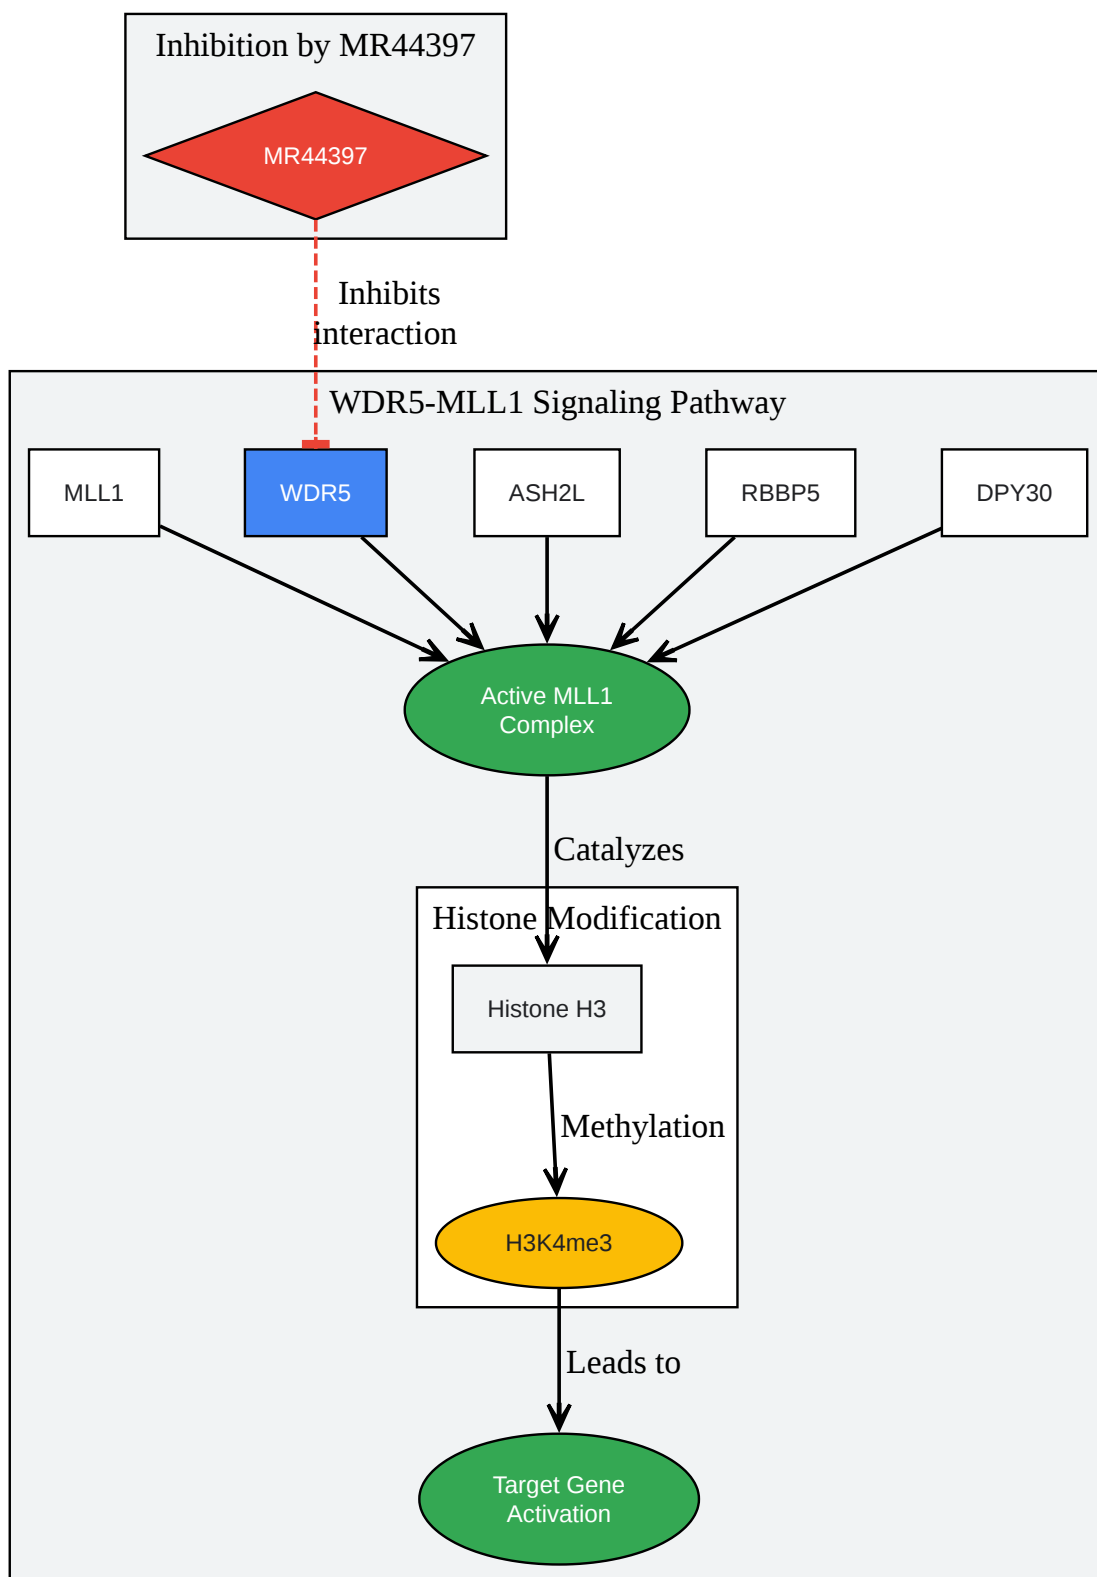 Inhibition by MR44397
MR44397
Inhibits
interaction
WDR5-MLL1 Signaling Pathway
MLL1
WDR5
ASH2L
RBBP5
DPY30
Active MLL1
Complex
Catalyzes
Histone Modification
Histone H3
Methylation
H3K4me3
Leads to
Target Gene
Activation